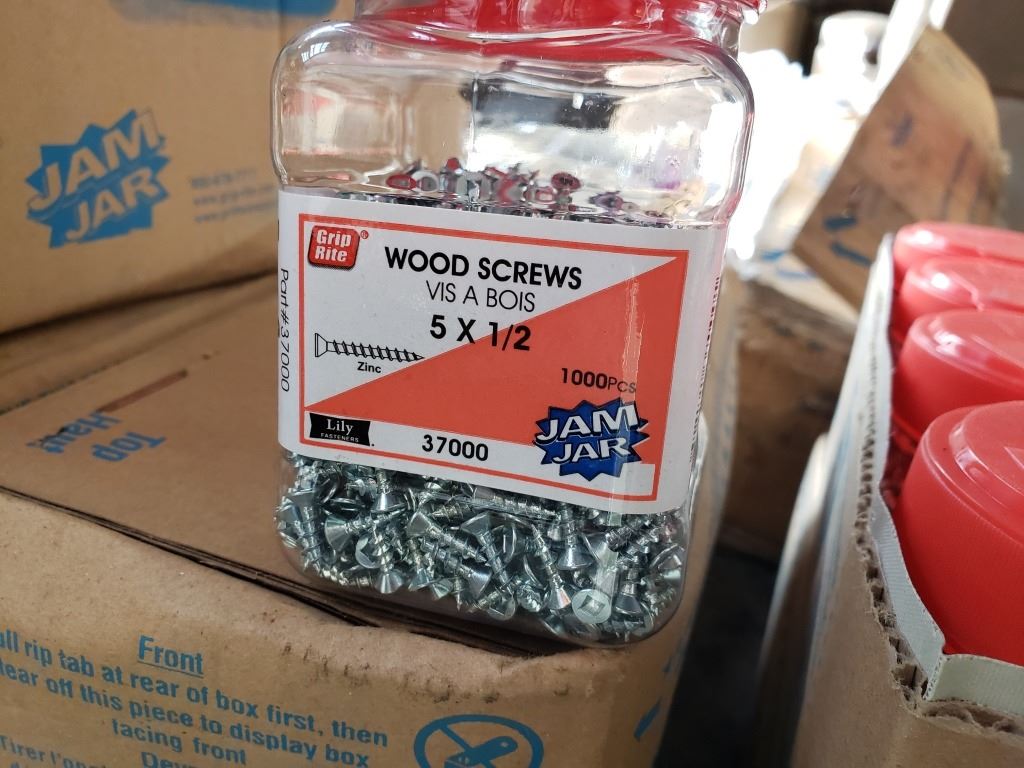 JAM
JAR
Grip
Rite
WOOD SCREWS
VIS A BOIS
5 X 1/2
Zinc
1000PCS
Lily
FASTENERS
37000
JAM
JAR
Part#37000
Top
Haut
Front
rip tab at rear of box first, then
off this piece to display box
facing front
Tirer